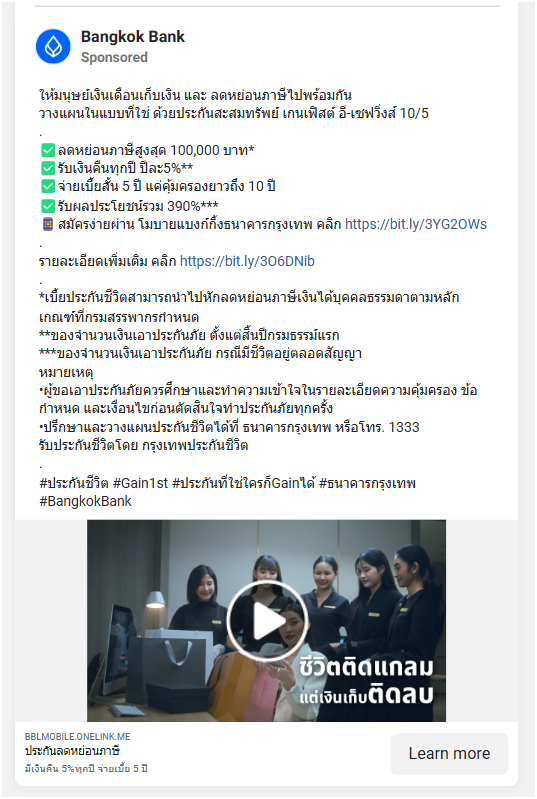 Bangkok Bank
Sponsored
ให้มนุษย์เงินเดือนเก็บเงิน และ ลดหย่อนภาษีไปพร้อมกัน
วางแผนในแบบที่ใช่ ด้วยประกันสะสมทรัพย์ เกนเฟิสต์ อี-เซฟวิ่งส์ 10/5
.
✅ลดหย่อนภาษีสูงสุด 100,000 บาท*
✅รับเงินคืนทุกปี ปีละ5%**
✅จ่ายเบี้ยสั้น 5 ปี แค่คุ้มครองยาวถึง 10 ปี
✅รับผลประโยชน์รวม 390%***
📱สมัครง่ายผ่าน โมบายแบงก์กิ้งธนาคารกรุงเทพ คลิก https://bit.ly/3YG2OWs
.
รายละเอียดเพิ่มเติม คลิก https://bit.ly/3O6DNib
.
*เบี้ยประกันชีวิตสามารถนำไปหักลดหย่อนภาษีเงินได้บุคคลธรรมดาตามหลัก
เกณฑ์ที่กรมสรรพากรกำหนด
**ของจำนวนเงินเอาประกันภัย ตั้งแต่สิ้นปีกรมธรรม์แรก
***ของจำนวนเงินเอาประกันภัย กรณีมีชีวิตอยู่ตลอดสัญญา
หมายเหตุ
•ผู้ขอเอาประกันภัยควรศึกษาและทำความเข้าใจในรายละเอียดความคุ้มครอง ข้อ
กำหนด และเงื่อนไขก่อนตัดสินใจทำประกันภัยทุกครั้ง
•ปรึกษาและวางแผนประกันชีวิตได้ที่ ธนาคารกรุงเทพ หรือโทร. 1333
รับประกันชีวิตโดย กรุงเทพประกันชีวิต
.
#ประกันชีวิต #Gain1st #ประกันที่ใช่ใครก็Gainได้ #ธนาคารกรุงเทพ
#BangkokBank
ชีวิตติดแกลม
แต่เงินเก็บติดลบ
BBLMOBILE.ONELINK.ME
ประกันลดหย่อนภาษี
มีเงินคืน 5%ทุกปี จ่ายเบี้ย 5 ปี
Learn more